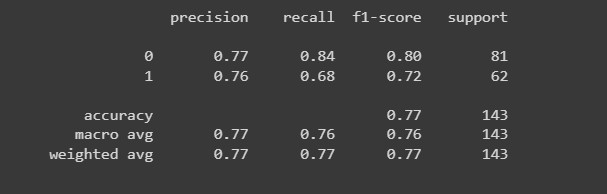 precision recall f1-score support
0 0.77 0.84 0.80 81
1 0.76 0.68 0.72 62
accuracy 0.77 143
macro avg 0.77 0.76 0.76 143
weighted avg 0.77 0.77 0.77 143